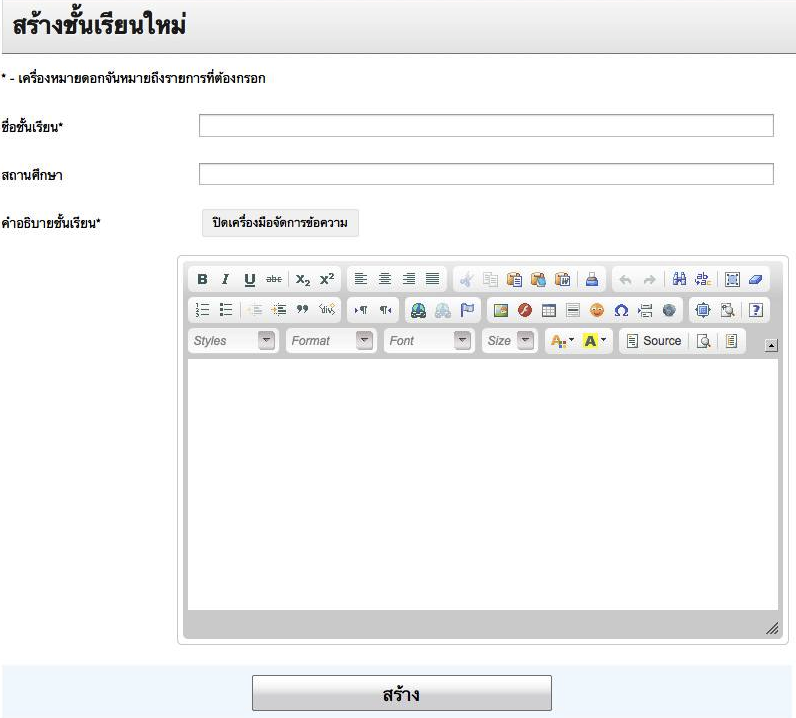 สร้างชั้นเรียนใหม่
* - เครื่องหมายดอกจันหมายถึงรายการที่ต้องกรอก
ชื่อชั้นเรียน*
สถานศึกษา
คำอธิบายชั้นเรียน*
ปิดเครื่องมือจัดการข้อความ
B I U abc X₂ X²
Styles Format Font Size A A Source
สร้าง